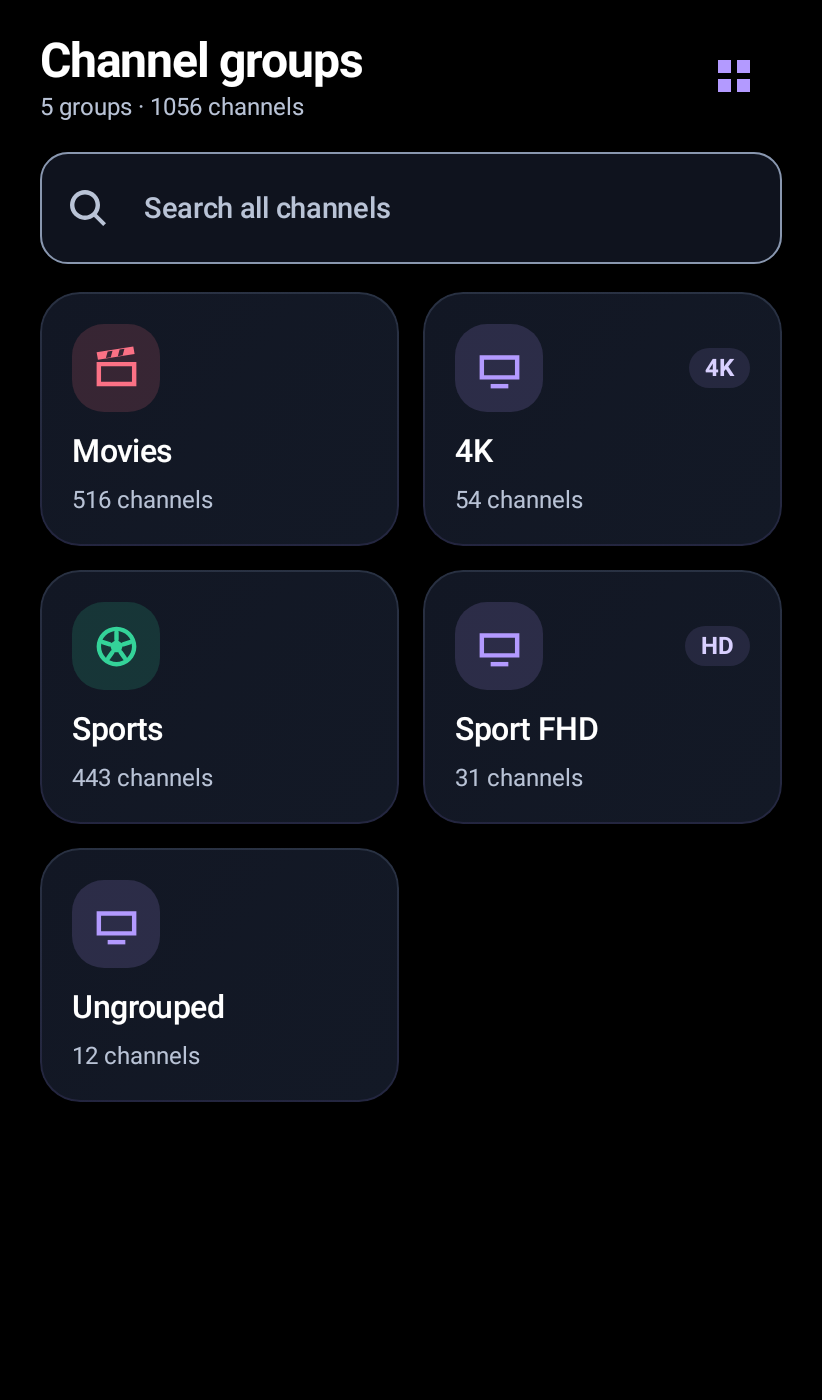 Channel groups
5 groups · 1056 channels
Search all channels
Movies
516 channels
4K
4K
54 channels
Sports
443 channels
HD
Sport FHD
31 channels
Ungrouped
12 channels